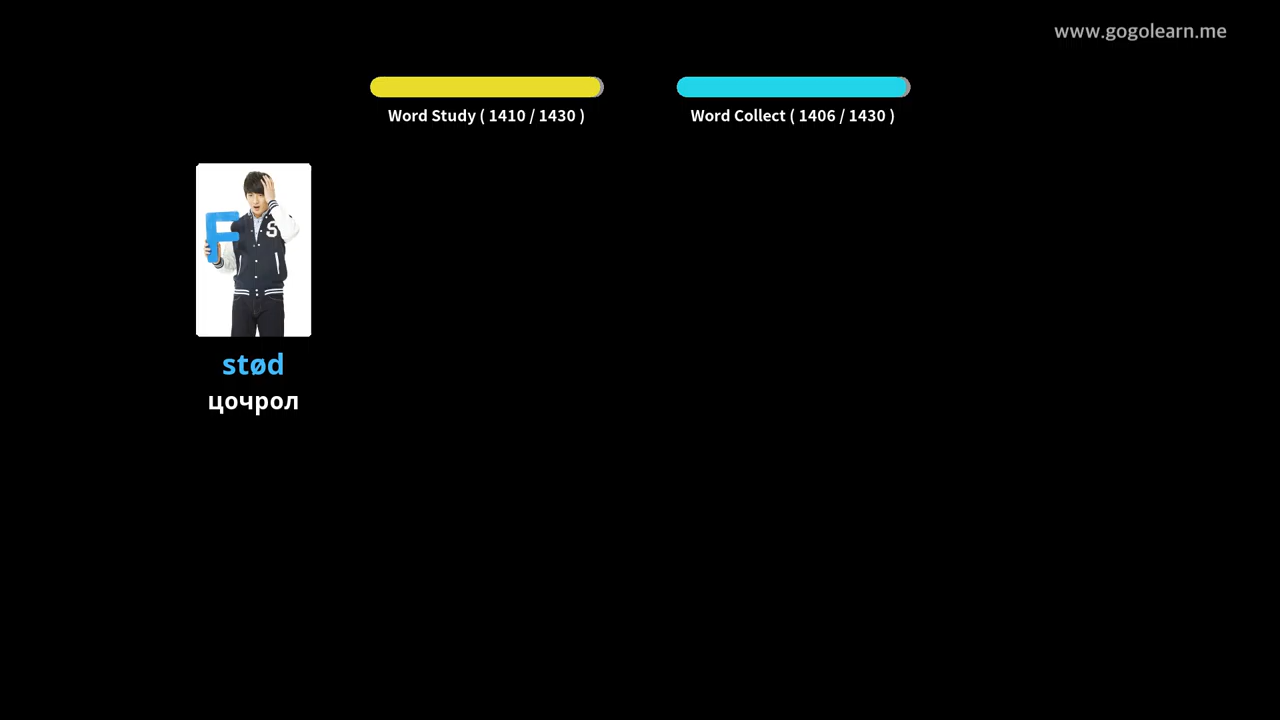 www.gogolearn.me
Word Study ( 1410 / 1430 )
Word Collect ( 1406 / 1430 )
F
S
stød
цочрол